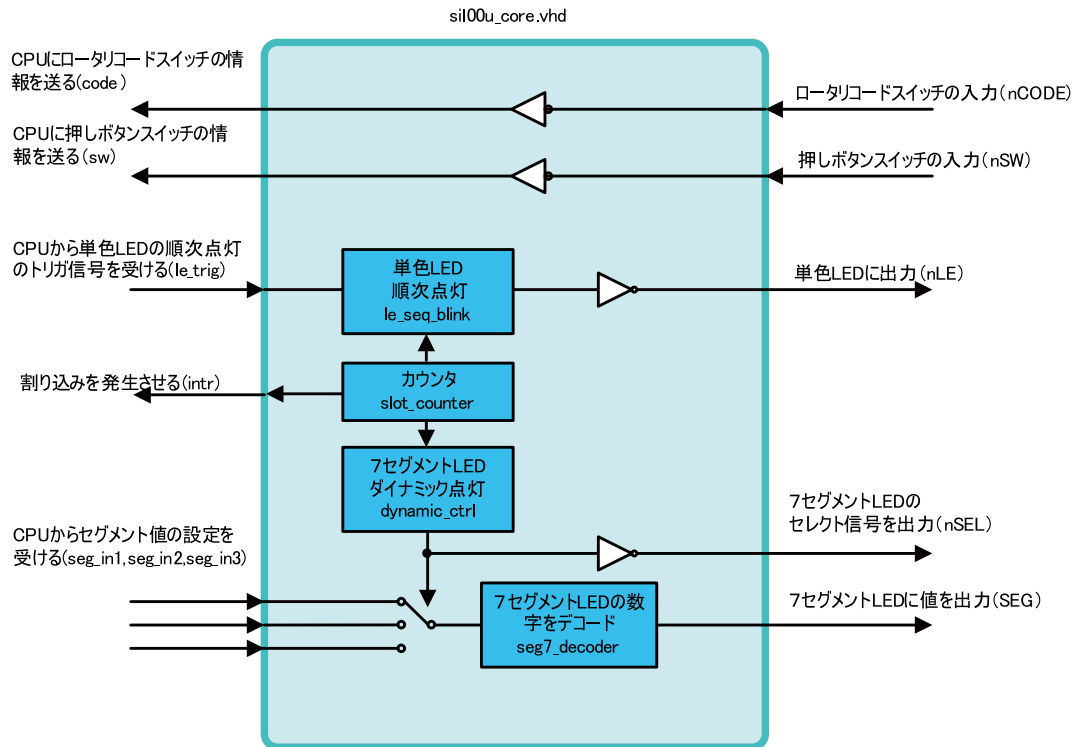 sil00u_core.vhd
CPUにロータリコードスイッチの情
報を送る(code)
ロータリコードスイッチの入力(nCODE)
CPUに押しボタンスイッチの情
報を送る(sw)
押しボタンスイッチの入力(nSW)
CPUから単色LEDの順次点灯
のトリガ信号を受ける(le_trig)
単色LED
順次点灯
le_seq_blink
単色LEDに出力(nLE)
割り込みを発生させる(intr)
カウンタ
slot_counter
7セグメントLED
ダイナミック点灯
dynamic_ctrl
7セグメントLEDの
セレクト信号を出力(nSEL)
CPUからセグメント値の設定を
受ける(seg_in1,seg_in2,seg_in3)
7セグメントLEDの数
字をデコード
seg7_decoder
7セグメントLEDに値を出力(SEG)